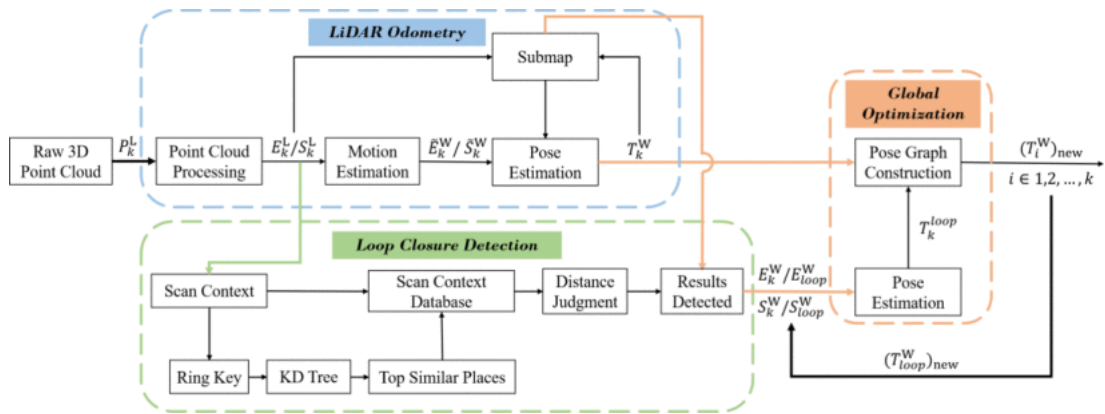 LiDAR Odometry
Submap
Global
Optimization
Raw 3D
Point Cloud
P_k^L
Point Cloud
Processing
E_k^L/S_k^L
Motion
Estimation
Ē_k^W/ S̄_k^W
Pose
Estimation
T_k^W
Pose Graph
Construction
(T_i^W)_new
i ∈ 1,2, ..., k
T_k^loop
Loop Closure Detection
Scan Context
Scan Context
Database
Distance
Judgment
Results
Detected
E_k^W/E_loop^W
S_k^W/S_loop^W
Pose
Estimation
(T_loop^W)_new
Ring Key
KD Tree
Top Similar Places